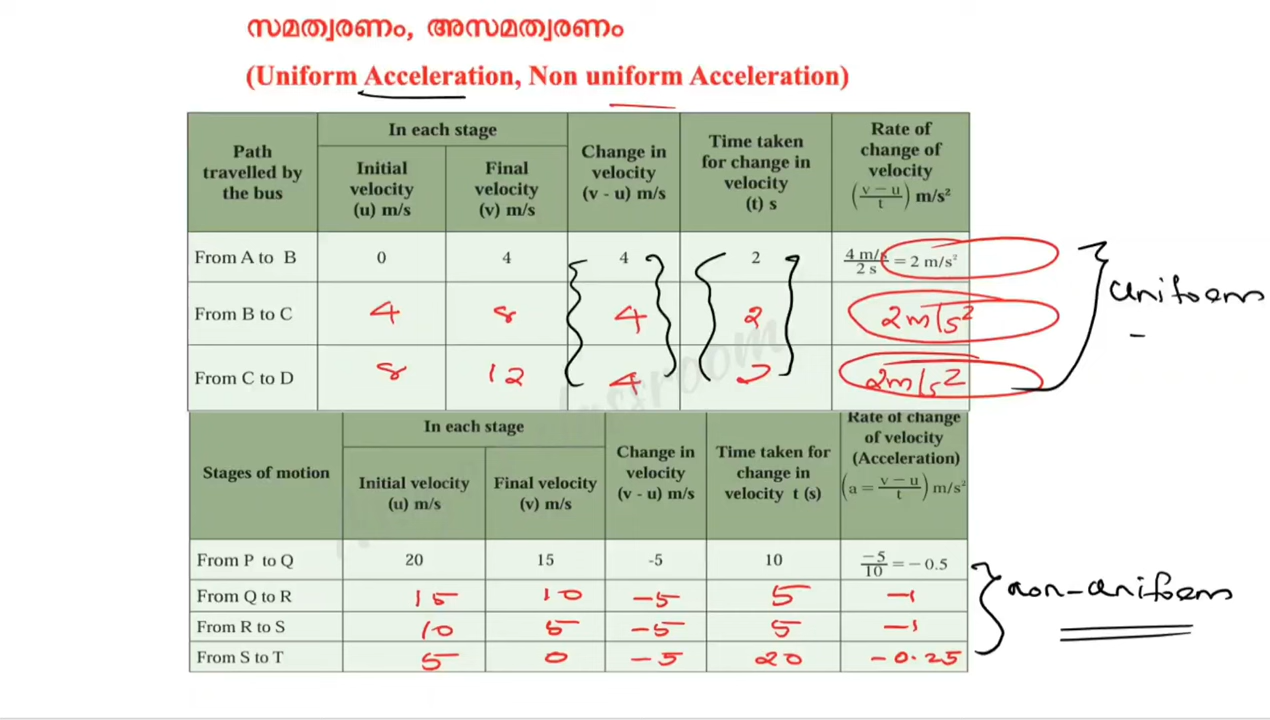 സമത്വരണം, അസമത്വരണം
(Uniform Acceleration, Non uniform Acceleration)
Path travelled by the bus | In each stage | Change in velocity (v - u) m/s | Time taken for change in velocity (t) s | Rate of change of velocity (v − u / t) m/s²
Initial velocity (u) m/s | Final velocity (v) m/s
From A to B | 0 | 4 | 4 | 2 | 4 m/s / 2 s = 2 m/s²
From B to C | 4 | 8 | 4 | 2 | 2m/s²
From C to D | 8 | 12 | 4 | 2 | 2m/s²
uniform
Stages of motion | In each stage | Change in velocity (v - u) m/s | Time taken for change in velocity t (s) | Rate of change of velocity (Acceleration) (a = v − u / t) m/s²
Initial velocity (u) m/s | Final velocity (v) m/s
From P to Q | 20 | 15 | -5 | 10 | −5 / 10 = − 0.5
From Q to R | 15 | 10 | -5 | 5 | -1
From R to S | 10 | 5 | -5 | 5 | -1
From S to T | 5 | 0 | -5 | 20 | -0.25
non-uniform